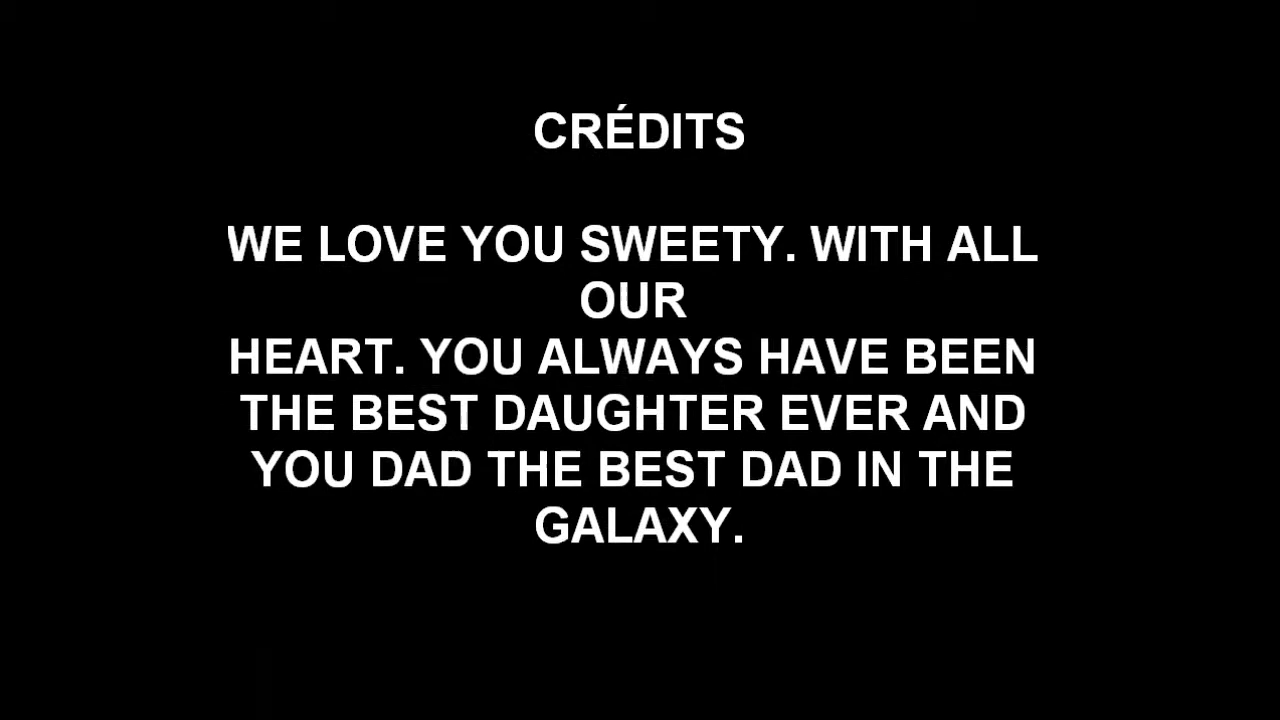 CRÉDITS
WE LOVE YOU SWEETY. WITH ALL
OUR
HEART. YOU ALWAYS HAVE BEEN
THE BEST DAUGHTER EVER AND
YOU DAD THE BEST DAD IN THE
GALAXY.